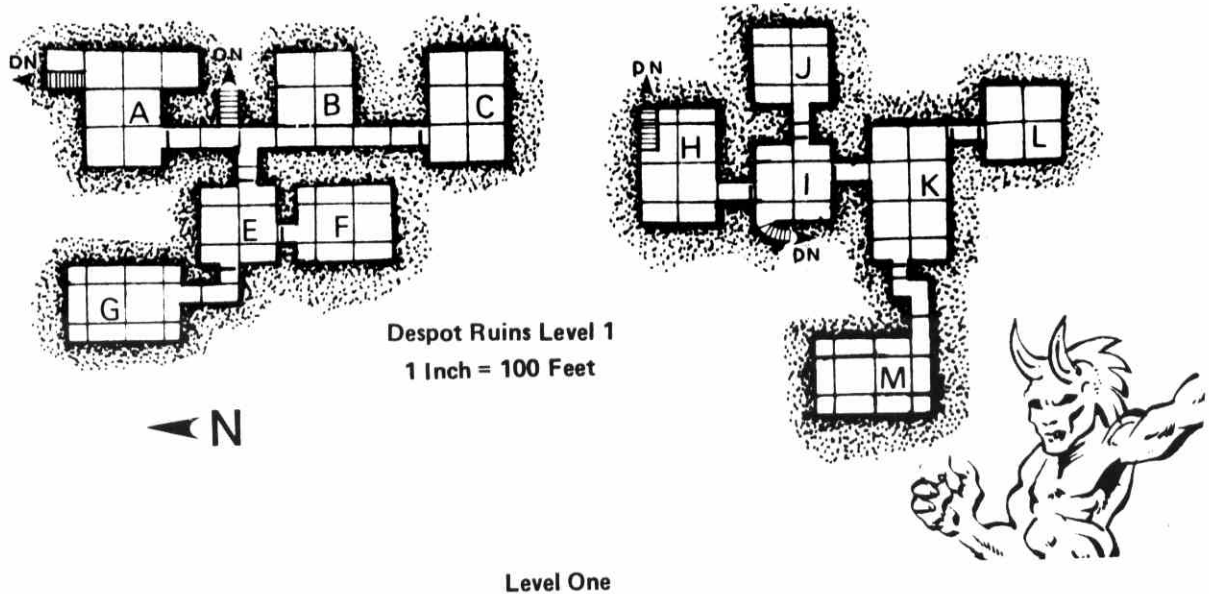 DN
DN
A
B
C
E
F
G
DN
J
H
I
K
L
DN
M
Despot Ruins Level 1
1 Inch = 100 Feet
N
Level One